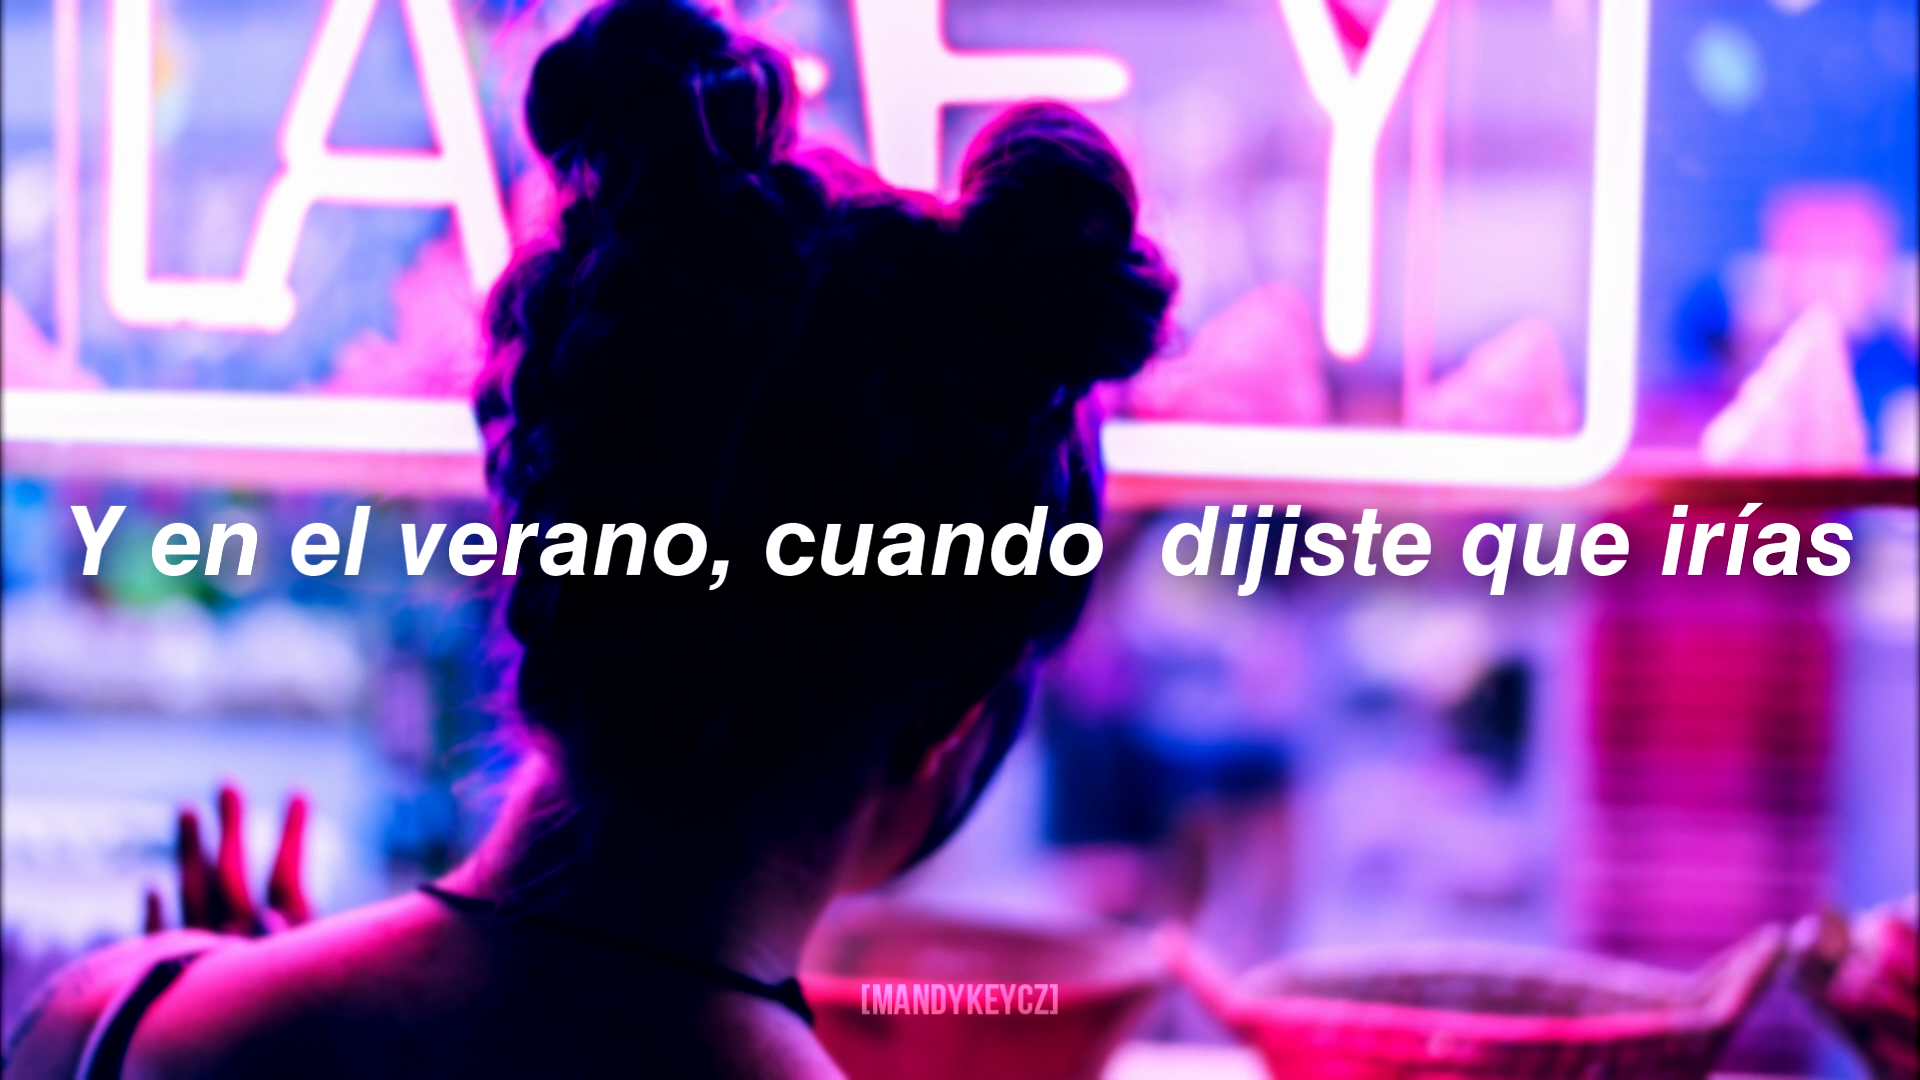 Y en el verano, cuando  dijiste que irías
[MANDYKEYCZ]